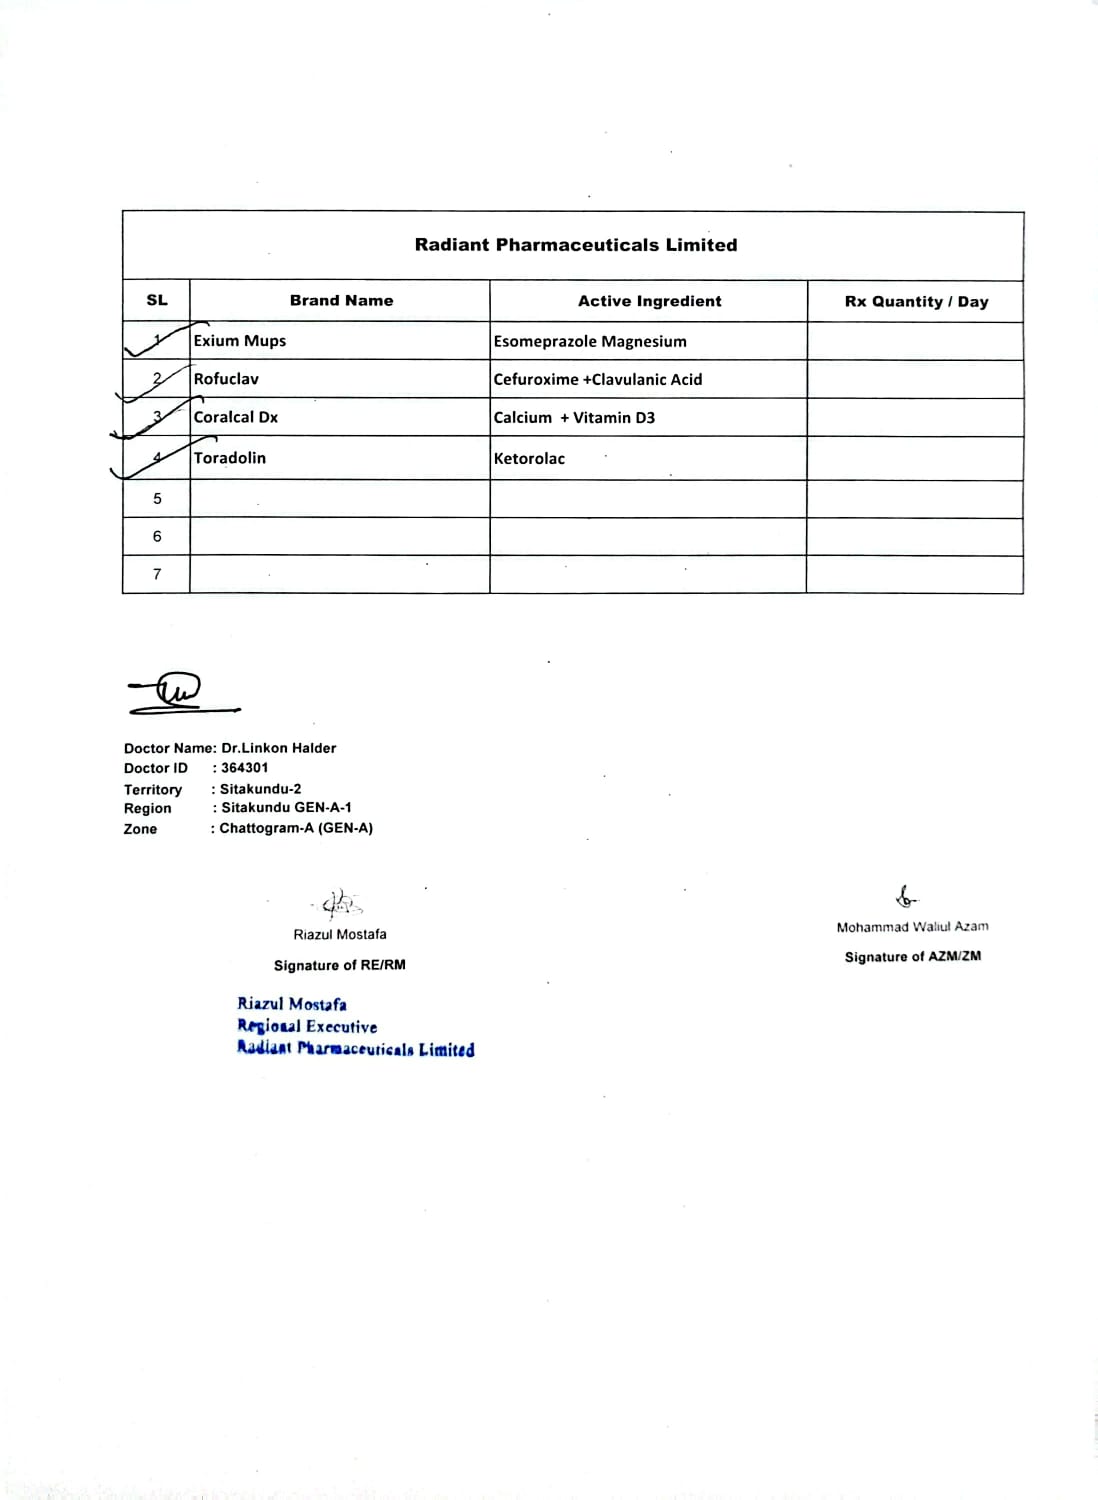 Radiant Pharmaceuticals Limited
SL Brand Name Active Ingredient Rx Quantity / Day
1 Exium Mups Esomeprazole Magnesium
2 Rofuclav Cefuroxime +Clavulanic Acid
3 Coralcal Dx Calcium + Vitamin D3
4 Toradolin Ketorolac
5
6
7
Doctor Name: Dr.Linkon Halder
Doctor ID : 364301
Territory : Sitakundu-2
Region : Sitakundu GEN-A-1
Zone : Chattogram-A (GEN-A)
Riazul Mostafa
Signature of RE/RM
Mohammad Waliul Azam
Signature of AZM/ZM
Riazul Mostafa
Regional Executive
Radiant Pharmaceuticals Limited